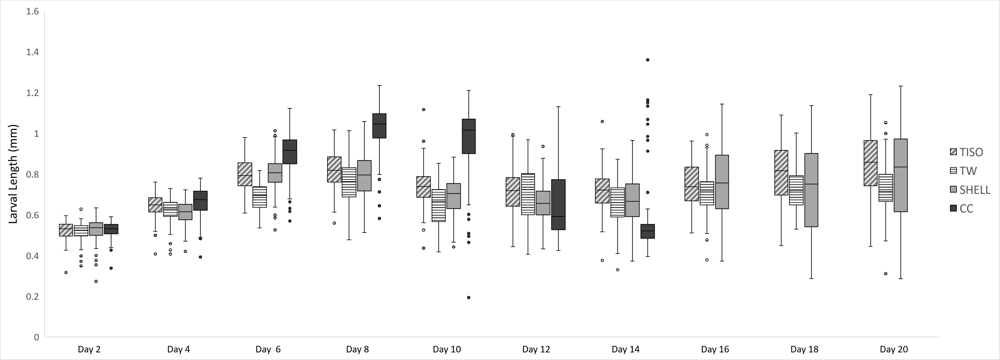 Larval Length (mm)
1.6
1.4
1.2
1
0.8
0.6
0.4
0.2
0
Day 2
Day 4
Day  6
Day 8
Day 10
Day 12
Day 14
Day 16
Day 18
Day 20
TISO
TW
SHELL
CC